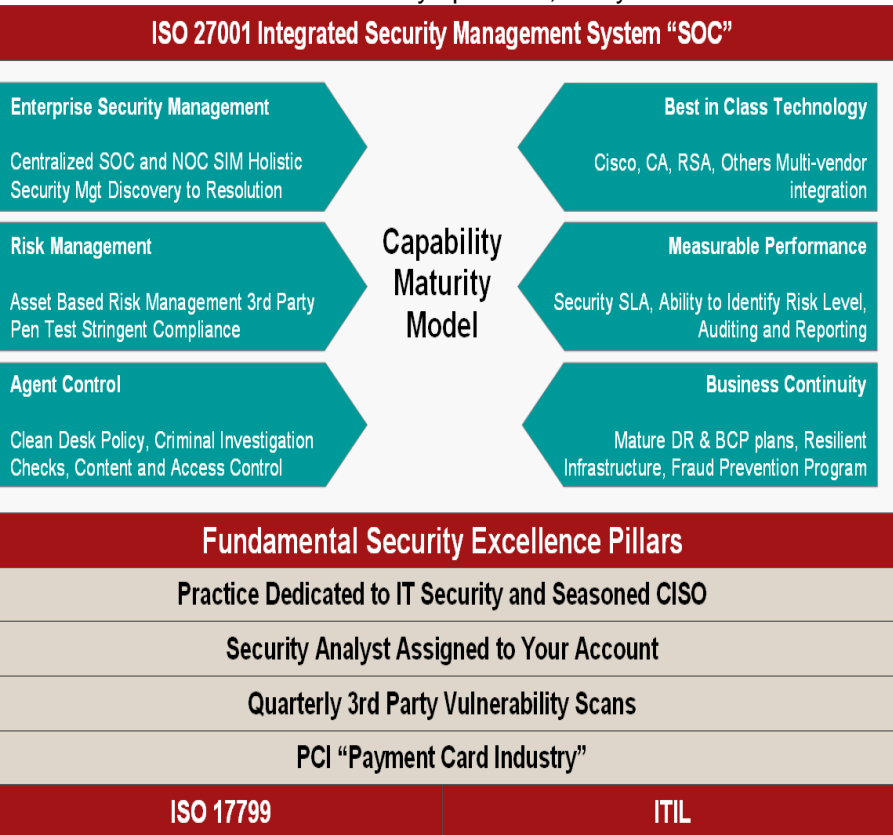 ISO 27001 Integrated Security Management System “SOC”
Enterprise Security Management
Centralized SOC and NOC SIM Holistic
Security Mgt Discovery to Resolution
Best in Class Technology
Cisco, CA, RSA, Others Multi-vendor
integration
Risk Management
Asset Based Risk Management 3rd Party
Pen Test Stringent Compliance
Capability
Maturity
Model
Measurable Performance
Security SLA, Ability to Identify Risk Level,
Auditing and Reporting
Agent Control
Clean Desk Policy, Criminal Investigation
Checks, Content and Access Control
Business Continuity
Mature DR & BCP plans, Resilient
Infrastructure, Fraud Prevention Program
Fundamental Security Excellence Pillars
Practice Dedicated to IT Security and Seasoned CISO
Security Analyst Assigned to Your Account
Quarterly 3rd Party Vulnerability Scans
PCI “Payment Card Industry”
ISO 17799
ITIL